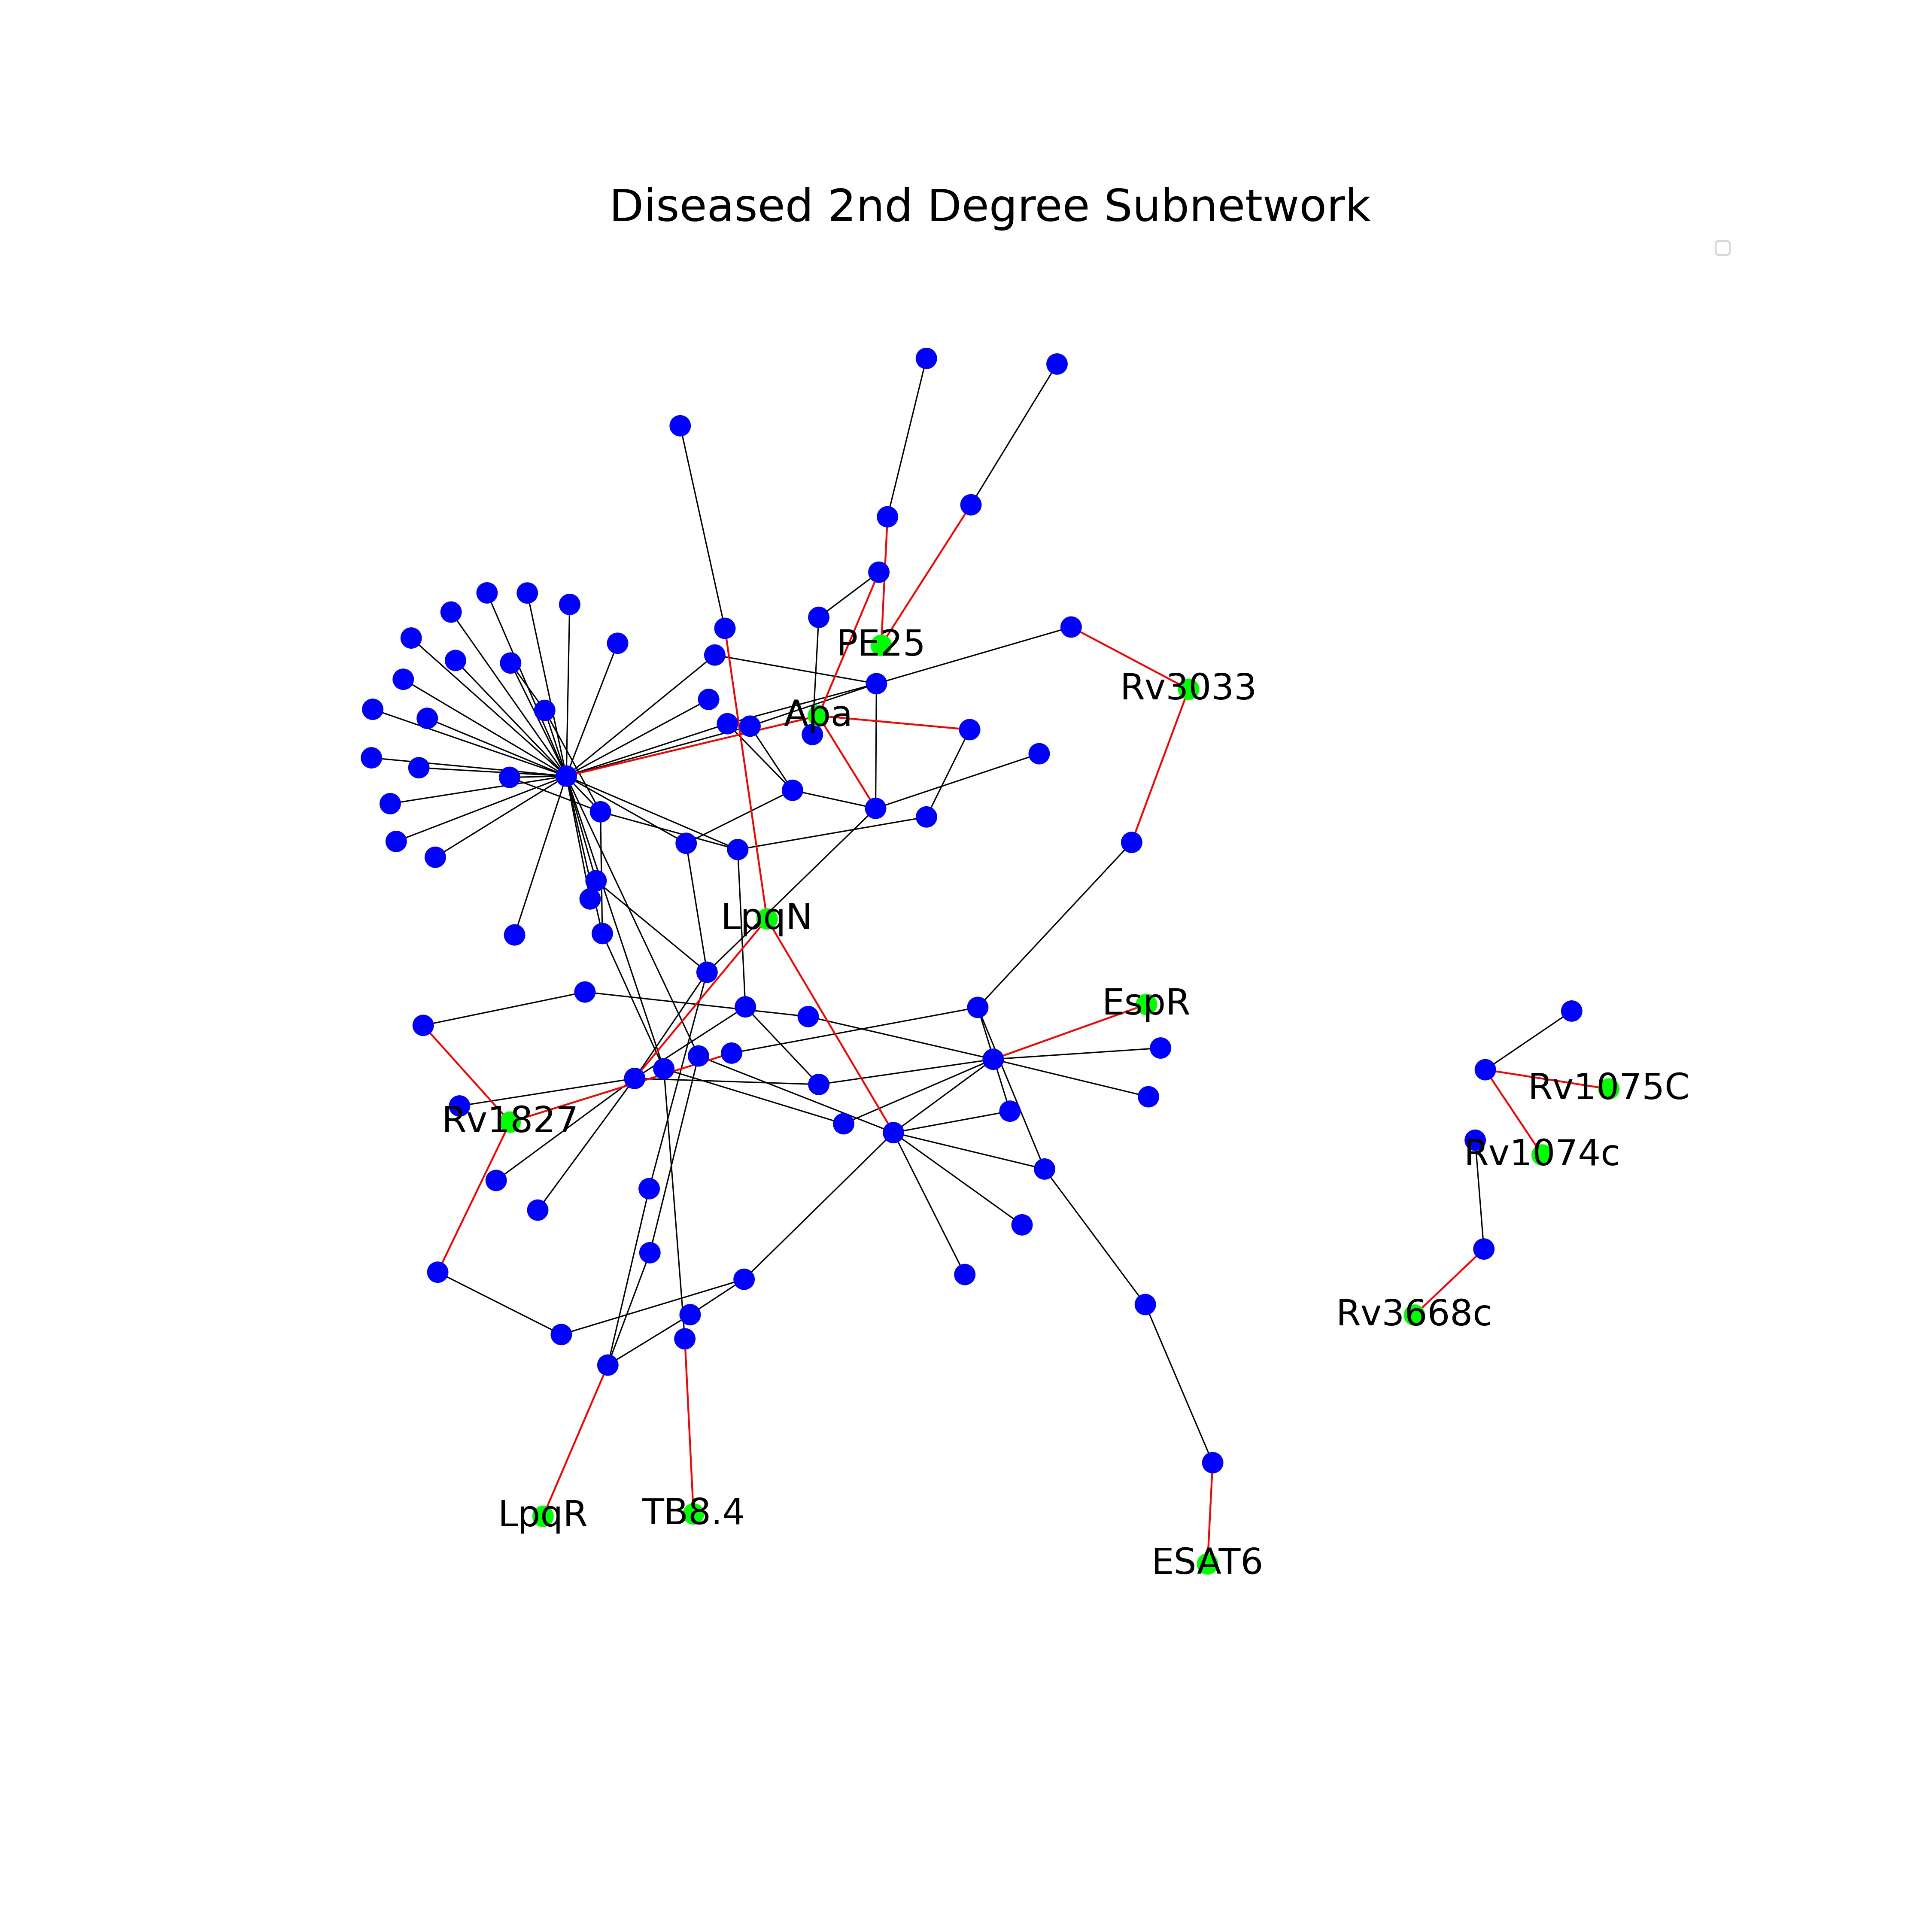 Diseased 2nd Degree Subnetwork
PE25
Rv3033
Apa
LpqN
EspR
Rv1075C
Rv1827
Rv1074c
Rv3668c
LpqR
TB8.4
ESAT6